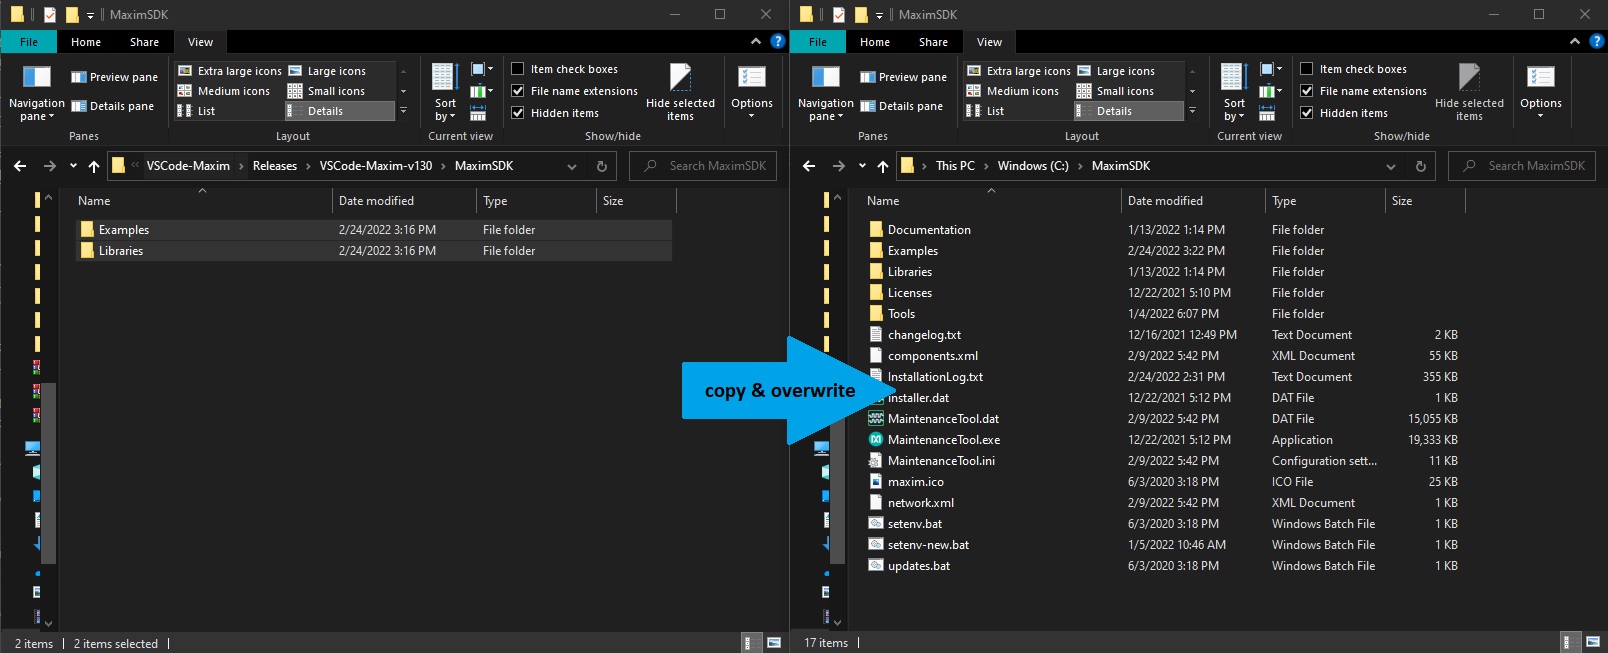 MaximSDK
File Home Share View
Navigation pane
Preview pane
Details pane
Panes
Extra large icons Large icons
Medium icons Small icons
List Details
Layout
Sort by
Current view
Item check boxes
File name extensions
Hidden items
Hide selected items
Show/hide
Options
« VSCode-Maxim > Releases > VSCode-Maxim-v130 > MaximSDK
Search MaximSDK
Name Date modified Type Size
Examples 2/24/2022 3:16 PM File folder
Libraries 2/24/2022 3:16 PM File folder
2 items 2 items selected
copy & overwrite
MaximSDK
File Home Share View
Navigation pane
Preview pane
Details pane
Panes
Extra large icons Large icons
Medium icons Small icons
List Details
Layout
Sort by
Current view
Item check boxes
File name extensions
Hidden items
Hide selected items
Show/hide
Options
This PC > Windows (C:) > MaximSDK
Search MaximSDK
Name Date modified Type Size
Documentation 1/13/2022 1:14 PM File folder
Examples 2/24/2022 3:22 PM File folder
Libraries 1/13/2022 1:14 PM File folder
Licenses 12/22/2021 5:10 PM File folder
Tools 1/4/2022 6:07 PM File folder
changelog.txt 12/16/2021 12:49 PM Text Document 2 KB
components.xml 2/9/2022 5:42 PM XML Document 55 KB
InstallationLog.txt 2/24/2022 2:31 PM Text Document 355 KB
installer.dat 12/22/2021 5:12 PM DAT File 1 KB
MaintenanceTool.dat 2/9/2022 5:42 PM DAT File 15,055 KB
MaintenanceTool.exe 12/22/2021 5:12 PM Application 19,333 KB
MaintenanceTool.ini 2/9/2022 5:42 PM Configuration sett... 11 KB
maxim.ico 6/3/2020 3:18 PM ICO File 25 KB
network.xml 2/9/2022 5:42 PM XML Document 1 KB
setenv.bat 6/3/2020 3:18 PM Windows Batch File 1 KB
setenv-new.bat 1/5/2022 10:46 AM Windows Batch File 1 KB
updates.bat 6/3/2020 3:18 PM Windows Batch File 1 KB
17 items